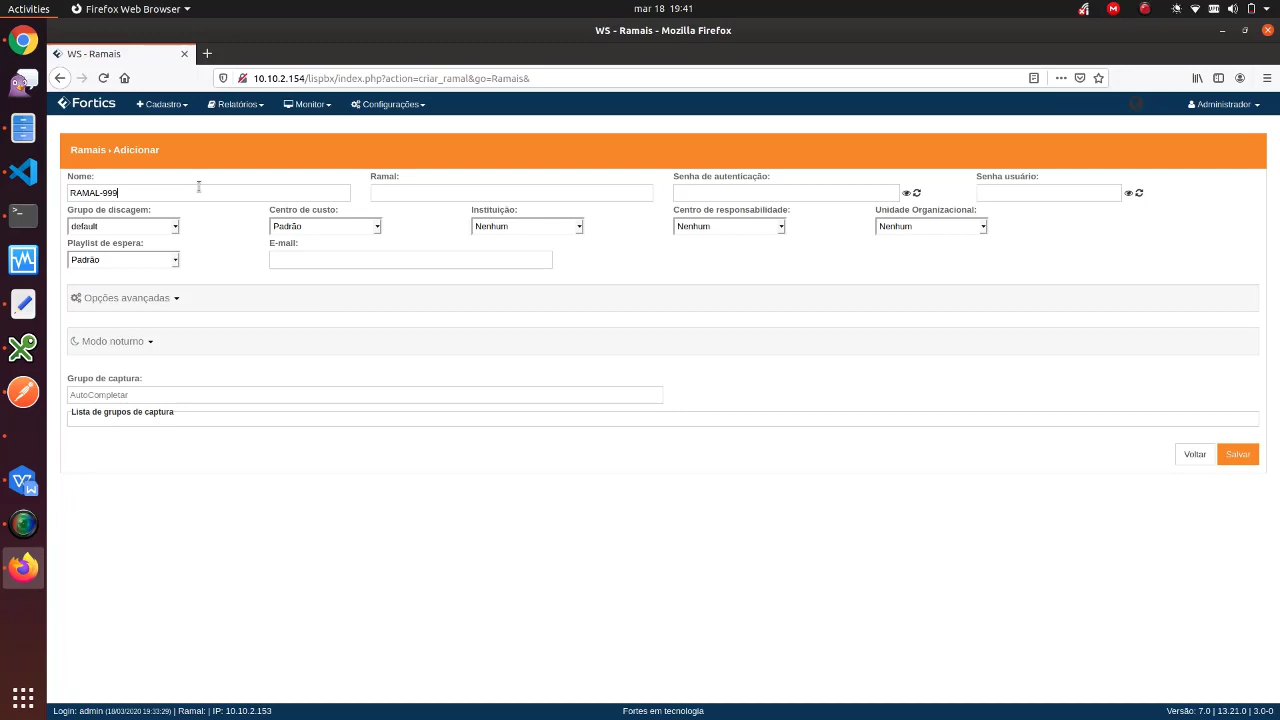 Activities Firefox Web Browser mar 18 19:41
WS - Ramais - Mozilla Firefox
WS - Ramais
10.10.2.154/lispbx/index.php?action=criar_ramal&go=Ramais&
Fortics Cadastro Relatórios Monitor Configurações Administrador
Ramais › Adicionar
Nome: Ramal: Senha de autenticação: Senha usuário:
RAMAL-999
Grupo de discagem: Centro de custo: Instituição: Centro de responsabilidade: Unidade Organizacional:
default Padrão Nenhum Nenhum Nenhum
Playlist de espera: E-mail:
Padrão
Opções avançadas
Modo noturno
Grupo de captura:
AutoCompletar
Lista de grupos de captura
Voltar Salvar
Login: admin (18/03/2020 19:33:29) | Ramal: | IP: 10.10.2.153 Fortes em tecnologia Versão: 7.0 | 13.21.0 | 3.0-0